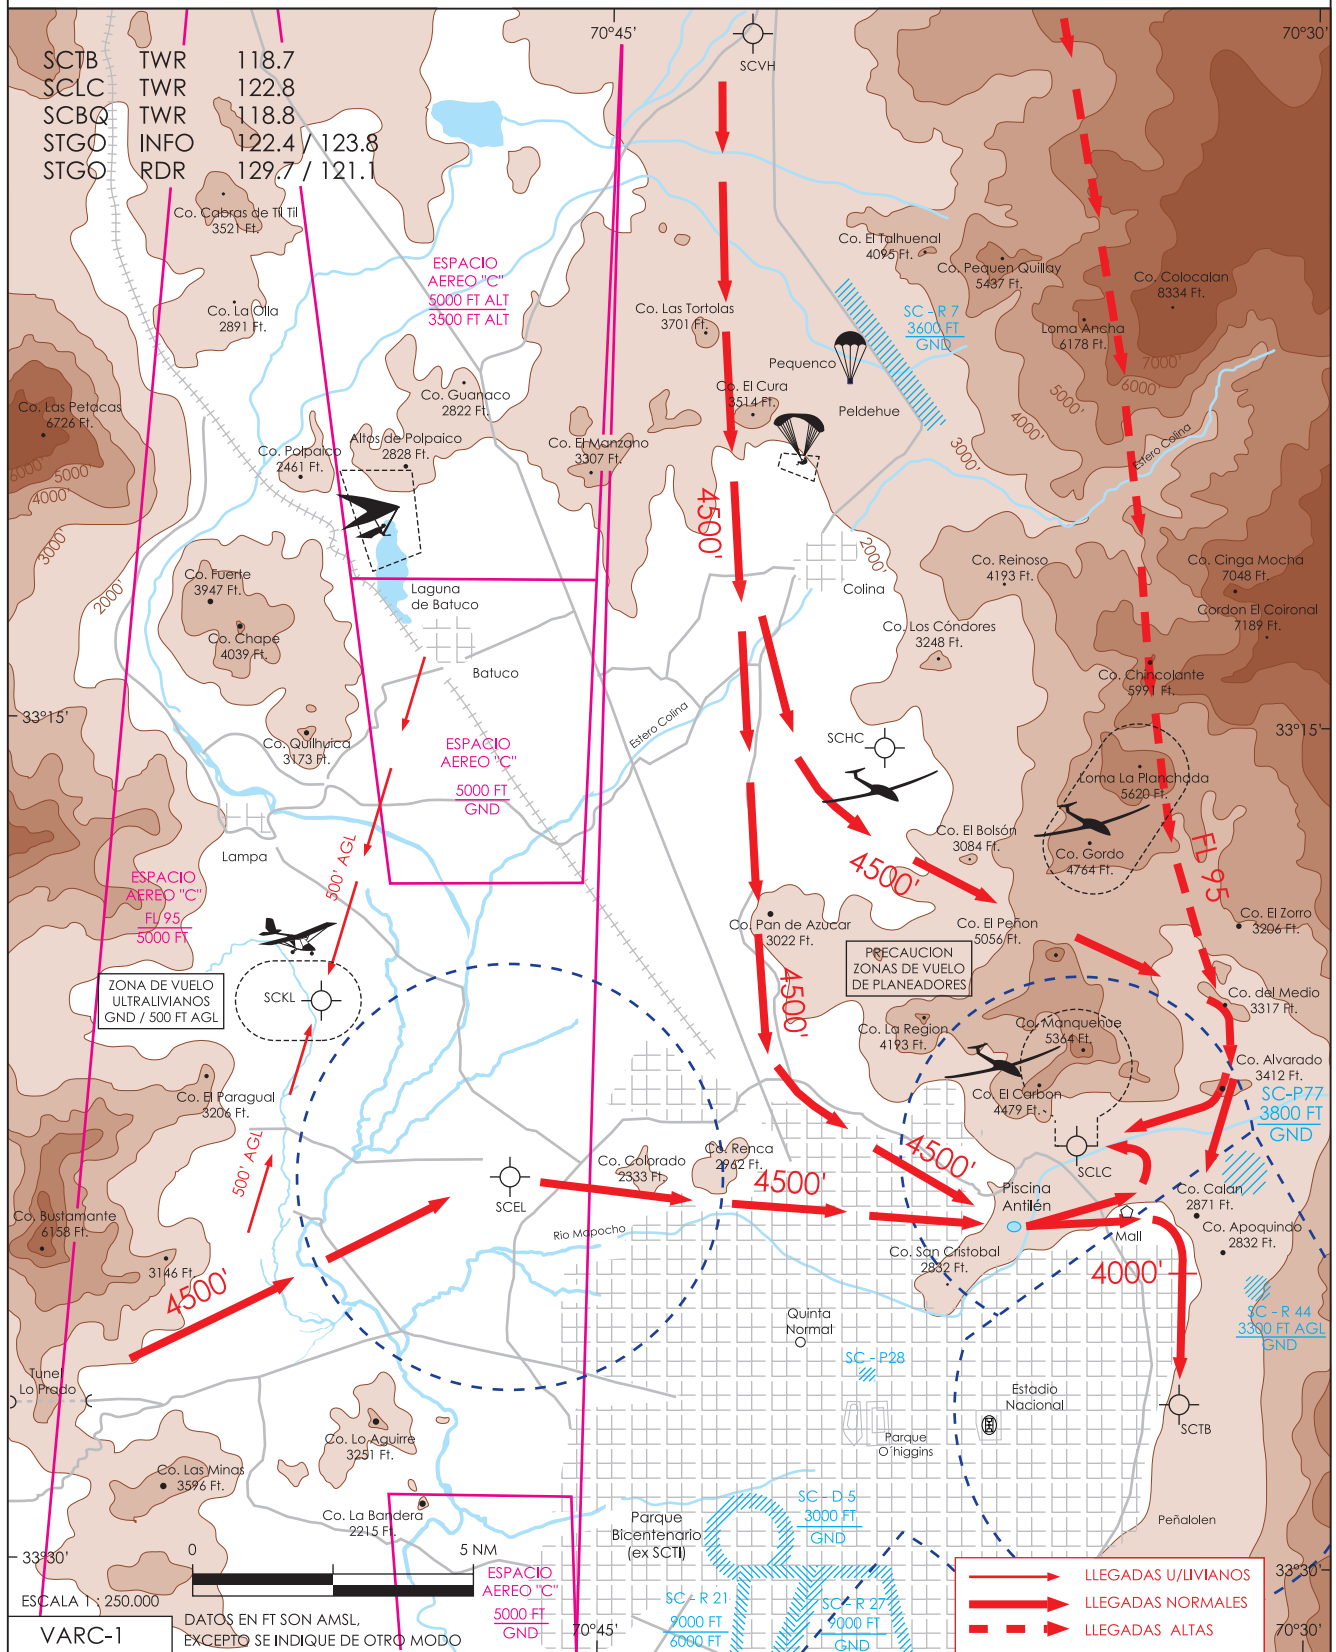 70°45'
70°30'
SCVH
SCTB TWR 118.7
SCLC TWR 122.8
SCBQ TWR 118.8
STGO INFO 122.4 / 123.8
STGO RDR 129.7 / 121.1
Co. Cabras de Til Til
3521 Ft.
ESPACIO
AEREO "C"
5000 FT ALT
3500 FT ALT
Co. La Olla
2891 Ft.
Co. Las Tortolas
3701 Ft.
Co. El Talhuenal
4095 Ft.
Co. Pequen Quillay
5437 Ft.
Co. Colocalan
8334 Ft.
SC - R 7
3600 FT
GND
Loma Ancha
6178 Ft.
7000'
6000'
5000'
4000'
3000'
Pequenco
Peldehue
Co. El Cura
3514 Ft.
Co. Guanaco
2822 Ft.
Co. Las Petacas
6726 Ft.
Altos de Polpaico
2828 Ft.
Co. Polpaico
2461 Ft.
Co. El Manzano
3307 Ft.
6000'
5000'
4000'
3000'
2000'
Estero Colina
4500'
2000'
Colina
Co. Reinoso
4193 Ft.
Co. Cinga Mocha
7048 Ft.
Cordon El Coironal
7189 Ft.
Co. Fuerte
3947 Ft.
Co. Chape
4039 Ft.
Laguna
de Batuco
Batuco
Co. Los Cóndores
3248 Ft.
Co. Chincolante
5991 Ft.
33°15'
33°15'
Co. Quilhuica
3173 Ft.
Estero Colina
SCHC
ESPACIO
AEREO "C"
5000 FT
GND
Loma La Planchada
5620 Ft.
Co. El Bolsón
3084 Ft.
Co. Gordo
4764 Ft.
FL 95
Lampa
500' AGL
4500'
ESPACIO
AEREO "C"
FL 95
5000 FT
Co. Pan de Azucar
3022 Ft.
Co. El Peñon
5056 Ft.
Co. El Zorro
3206 Ft.
PRECAUCION
ZONAS DE VUELO
DE PLANEADORES
ZONA DE VUELO
ULTRALIVIANOS
GND / 500 FT AGL
SCKL
4500'
Co. del Medio
3317 Ft.
Co. La Region
4193 Ft.
Co. Manquehue
5364 Ft.
Co. Alvarado
3412 Ft.
Co. El Paragual
3206 Ft.
Co. El Carbon
4479 Ft.
SC-P77
3800 FT
GND
500' AGL
Co. Colorado
2333 Ft.
Co. Renca
2962 Ft.
4500'
4500'
SCLC
SCEL
Piscina
Antilén
Co. Calan
2871 Ft.
Co. Bustamante
6158 Ft.
Rio Mapocho
Mall
Co. Apoquindo
2832 Ft.
3146 Ft.
4500'
Co. San Cristobal
2832 Ft.
4000'
Quinta
Normal
SC - R 44
3300 FT AGL
GND
SC - P28
Tunel
Lo Prado
Estadio
Nacional
SCTB
Co. Lo Aguirre
3251 Ft.
Parque
O'higgins
Co. Las Minas
3596 Ft.
Co. La Bandera
2215 Ft.
SC - D 5
3000 FT
GND
Parque
Bicentenario
(ex SCTI)
Peñalolen
33°30'
33°30'
0 5 NM
ESCALA 1 : 250.000
ESPACIO
AEREO "C"
5000 FT
GND
SC - R 21
9000 FT
6000 FT
SC - R 27
9000 FT
GND
LLEGADAS U/LIVIANOS
LLEGADAS NORMALES
LLEGADAS ALTAS
VARC-1
DATOS EN FT SON AMSL,
EXCEPTO SE INDIQUE DE OTRO MODO
70°45'
70°30'